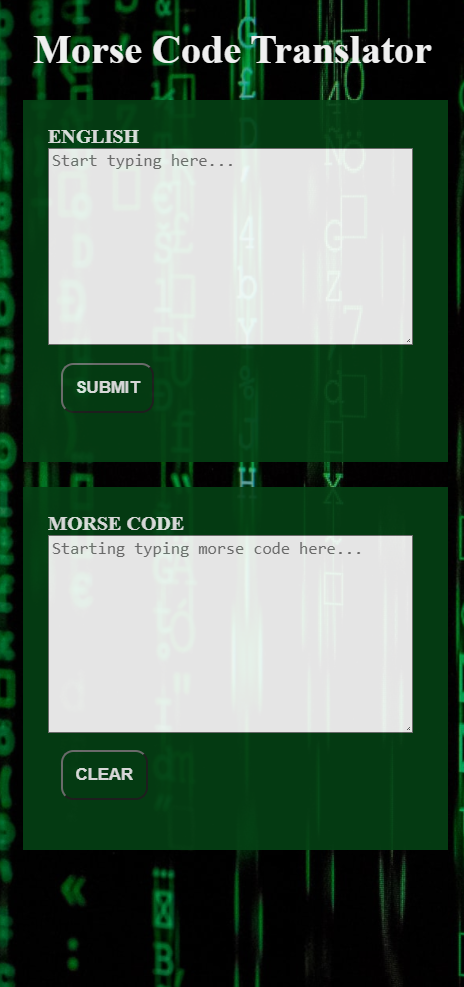 Morse Code Translator
ENGLISH
Start typing here...
SUBMIT
MORSE CODE
Starting typing morse code here...
CLEAR